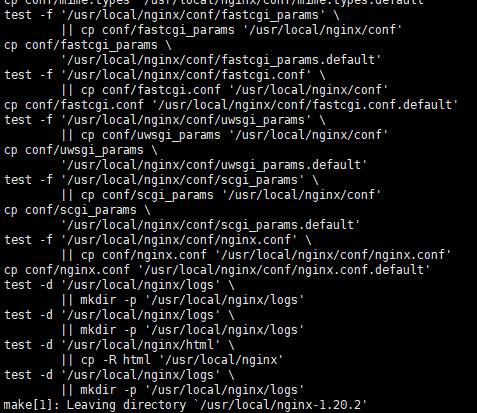 cp conf/mime.types '/usr/local/nginx/conf/mime.types.default'
test -f '/usr/local/nginx/conf/fastcgi_params' \
|| cp conf/fastcgi_params '/usr/local/nginx/conf'
cp conf/fastcgi_params \
'/usr/local/nginx/conf/fastcgi_params.default'
test -f '/usr/local/nginx/conf/fastcgi.conf' \
|| cp conf/fastcgi.conf '/usr/local/nginx/conf'
cp conf/fastcgi.conf '/usr/local/nginx/conf/fastcgi.conf.default'
test -f '/usr/local/nginx/conf/uwsgi_params' \
|| cp conf/uwsgi_params '/usr/local/nginx/conf'
cp conf/uwsgi_params \
'/usr/local/nginx/conf/uwsgi_params.default'
test -f '/usr/local/nginx/conf/scgi_params' \
|| cp conf/scgi_params '/usr/local/nginx/conf'
cp conf/scgi_params \
'/usr/local/nginx/conf/scgi_params.default'
test -f '/usr/local/nginx/conf/nginx.conf' \
|| cp conf/nginx.conf '/usr/local/nginx/conf/nginx.conf'
cp conf/nginx.conf '/usr/local/nginx/conf/nginx.conf.default'
test -d '/usr/local/nginx/logs' \
|| mkdir -p '/usr/local/nginx/logs'
test -d '/usr/local/nginx/logs' \
|| mkdir -p '/usr/local/nginx/logs'
test -d '/usr/local/nginx/html' \
|| cp -R html '/usr/local/nginx'
test -d '/usr/local/nginx/logs' \
|| mkdir -p '/usr/local/nginx/logs'
make[1]: Leaving directory `/usr/local/nginx-1.20.2'